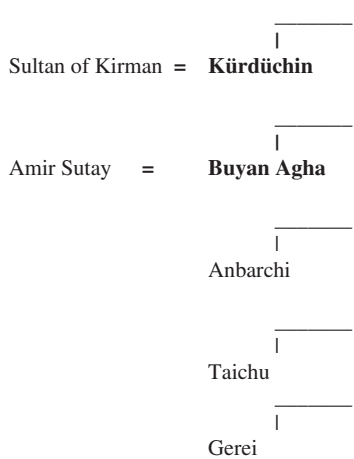 Sultan of Kirman = Kürdüchin
Amir Sutay = Buyan Agha
Anbarchi
Taichu
Gerei